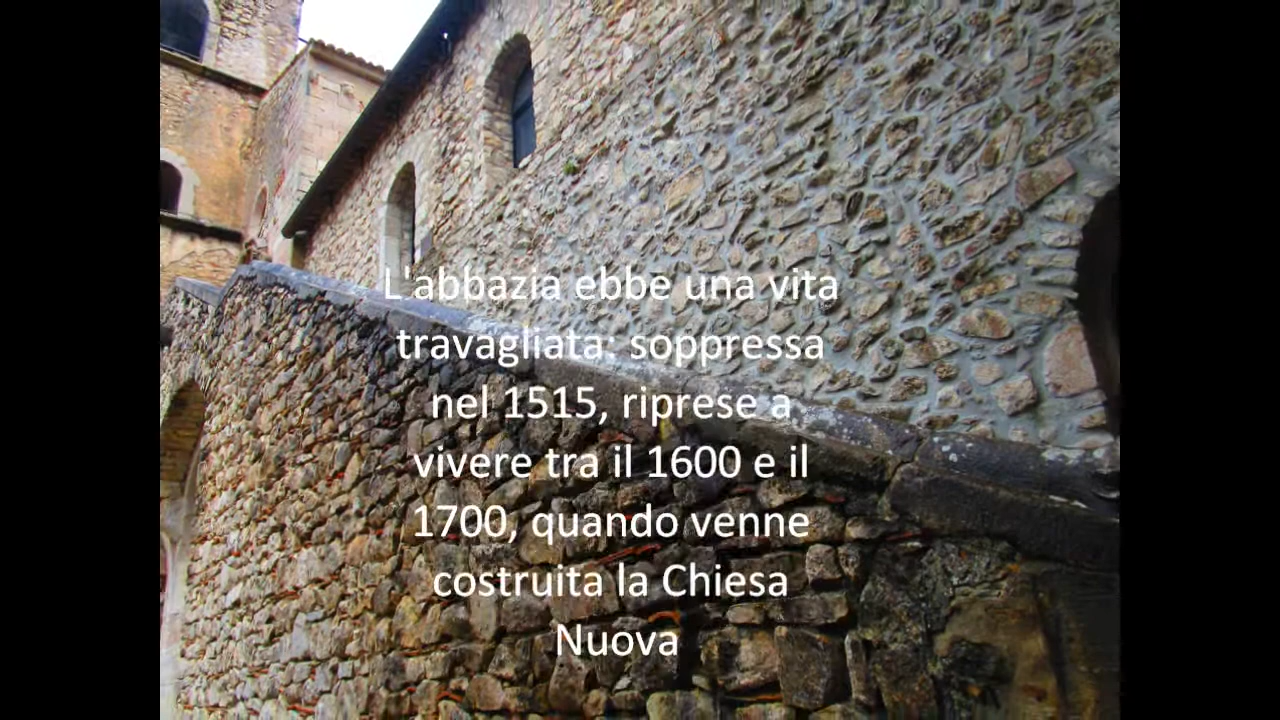 L'abbazia ebbe una vita
travagliata: soppressa
nel 1515, riprese a
vivere tra il 1600 e il
1700, quando venne
costruita la Chiesa
Nuova